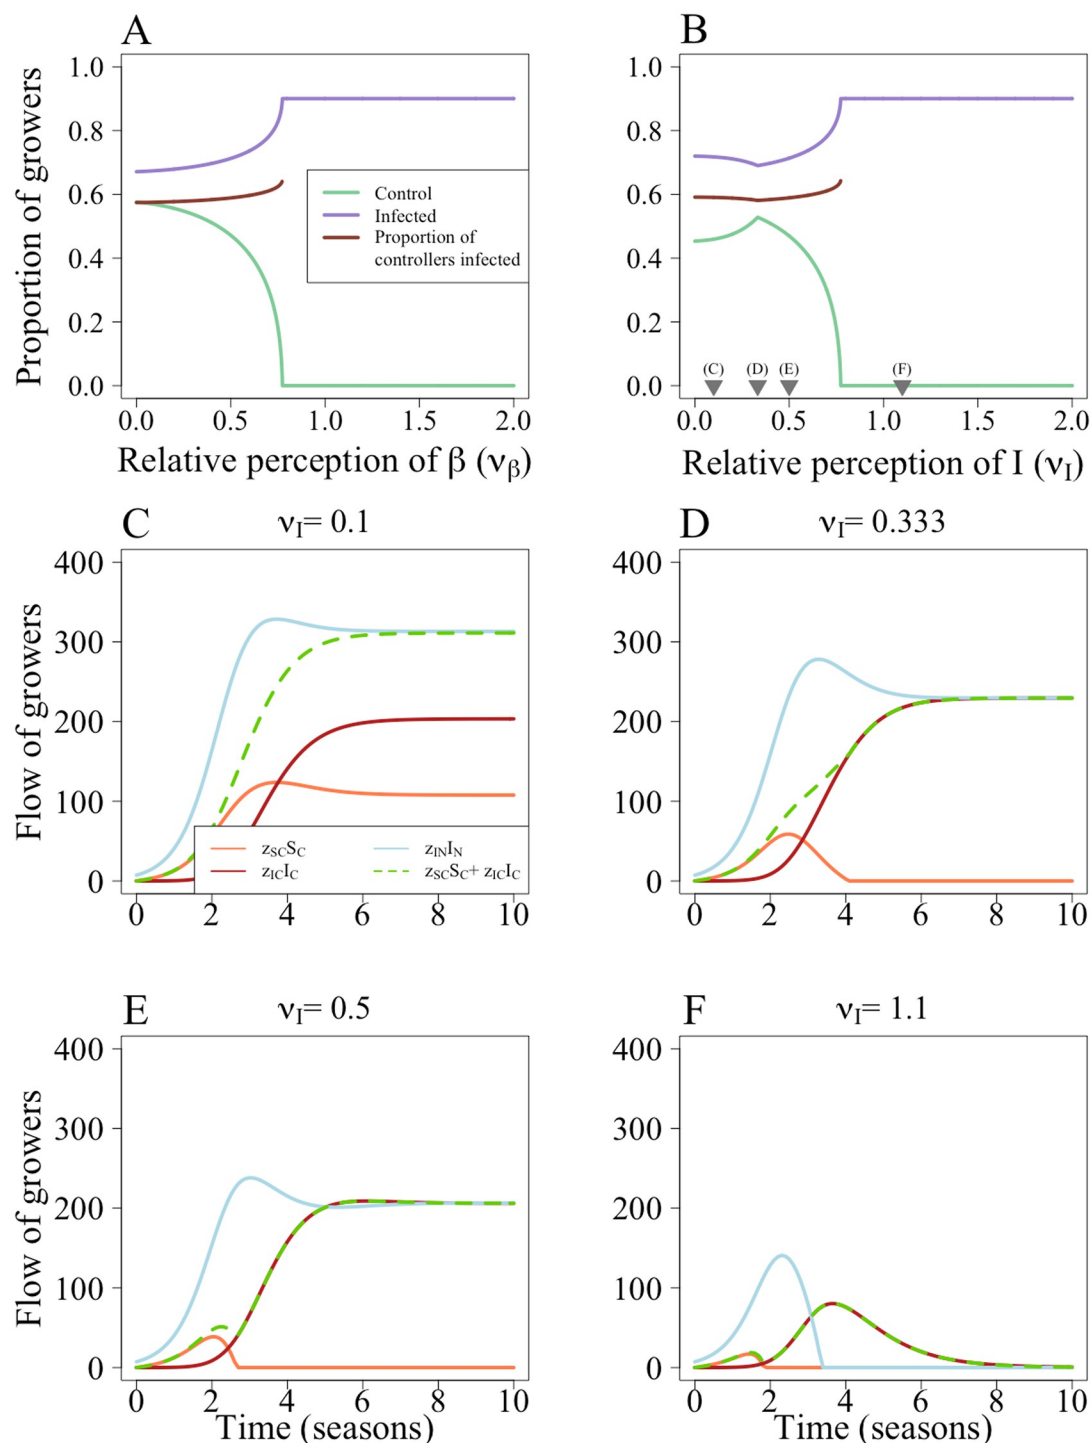 A
B
Proportion of growers
1.0
0.8
0.6
0.4
0.2
0.0
Control
Infected
Proportion of
controllers infected
0.0 0.5 1.0 1.5 2.0
Relative perception of β (νβ)
1.0
0.8
0.6
0.4
0.2
0.0
(C) (D) (E) (F)
0.0 0.5 1.0 1.5 2.0
Relative perception of I (νI)
C νI= 0.1
Flow of growers
400
300
200
100
0
zSCSC
zICIC
zININ
zSCSC+ zICIC
0 2 4 6 8 10
D νI= 0.333
400
300
200
100
0
0 2 4 6 8 10
E νI= 0.5
Flow of growers
400
300
200
100
0
0 2 4 6 8 10
Time (seasons)
F νI= 1.1
400
300
200
100
0
0 2 4 6 8 10
Time (seasons)